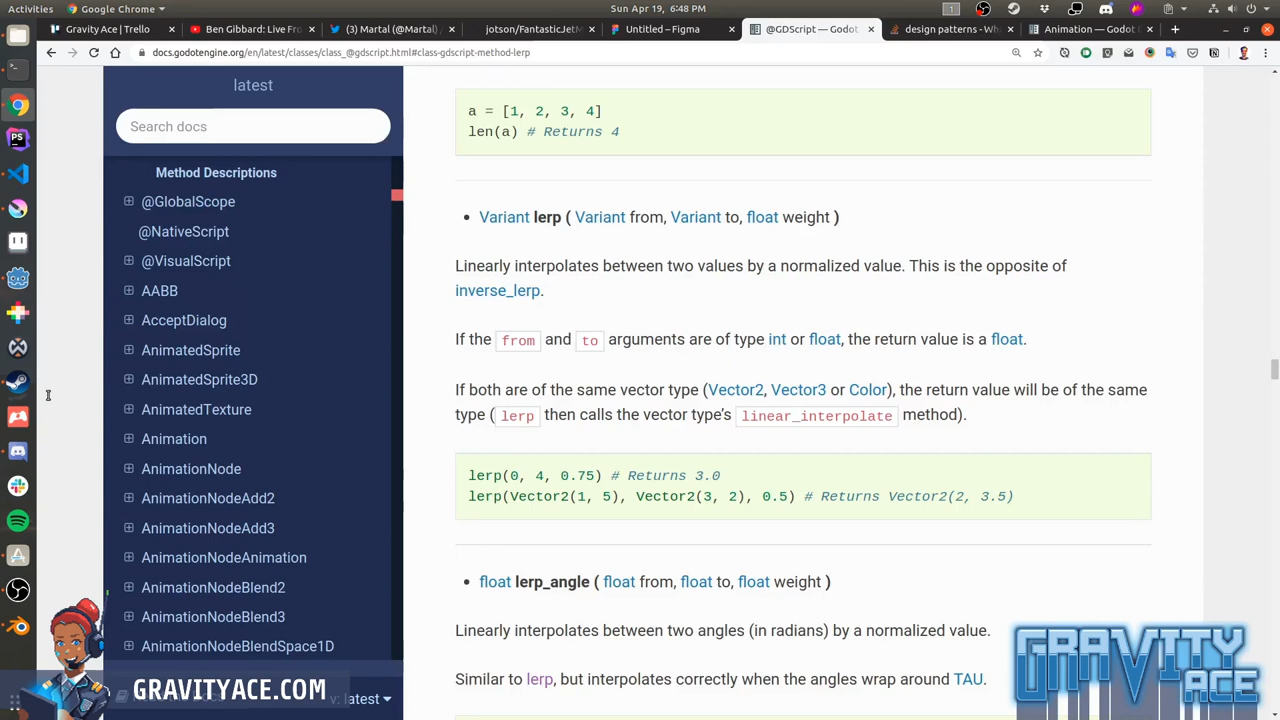 Activities
Google Chrome
Sun Apr 19, 6:48 PM
1
Gravity Ace | Trello
Ben Gibbard: Live Fro
(3) Martal (@Martal) /
jotson/FantasticJetM
Untitled – Figma
@GDScript — Godot
design patterns - Wha
Animation — Godot E
docs.godotengine.org/en/latest/classes/class_@gdscript.html#class-gdscript-method-lerp
latest
Search docs
Method Descriptions
@GlobalScope
@NativeScript
@VisualScript
AABB
AcceptDialog
AnimatedSprite
AnimatedSprite3D
AnimatedTexture
Animation
AnimationNode
AnimationNodeAdd2
AnimationNodeAdd3
AnimationNodeAnimation
AnimationNodeBlend2
AnimationNodeBlend3
AnimationNodeBlendSpace1D
v: latest
a = [1, 2, 3, 4]
len(a) # Returns 4
Variant lerp ( Variant from, Variant to, float weight )
Linearly interpolates between two values by a normalized value. This is the opposite of
inverse_lerp.
If the from and to arguments are of type int or float, the return value is a float.
If both are of the same vector type (Vector2, Vector3 or Color), the return value will be of the same
type (lerp then calls the vector type's linear_interpolate method).
lerp(0, 4, 0.75) # Returns 3.0
lerp(Vector2(1, 5), Vector2(3, 2), 0.5) # Returns Vector2(2, 3.5)
float lerp_angle ( float from, float to, float weight )
Linearly interpolates between two angles (in radians) by a normalized value.
Similar to lerp, but interpolates correctly when the angles wrap around TAU.
GRAVITYACE.COM
GRAVITY
ACE